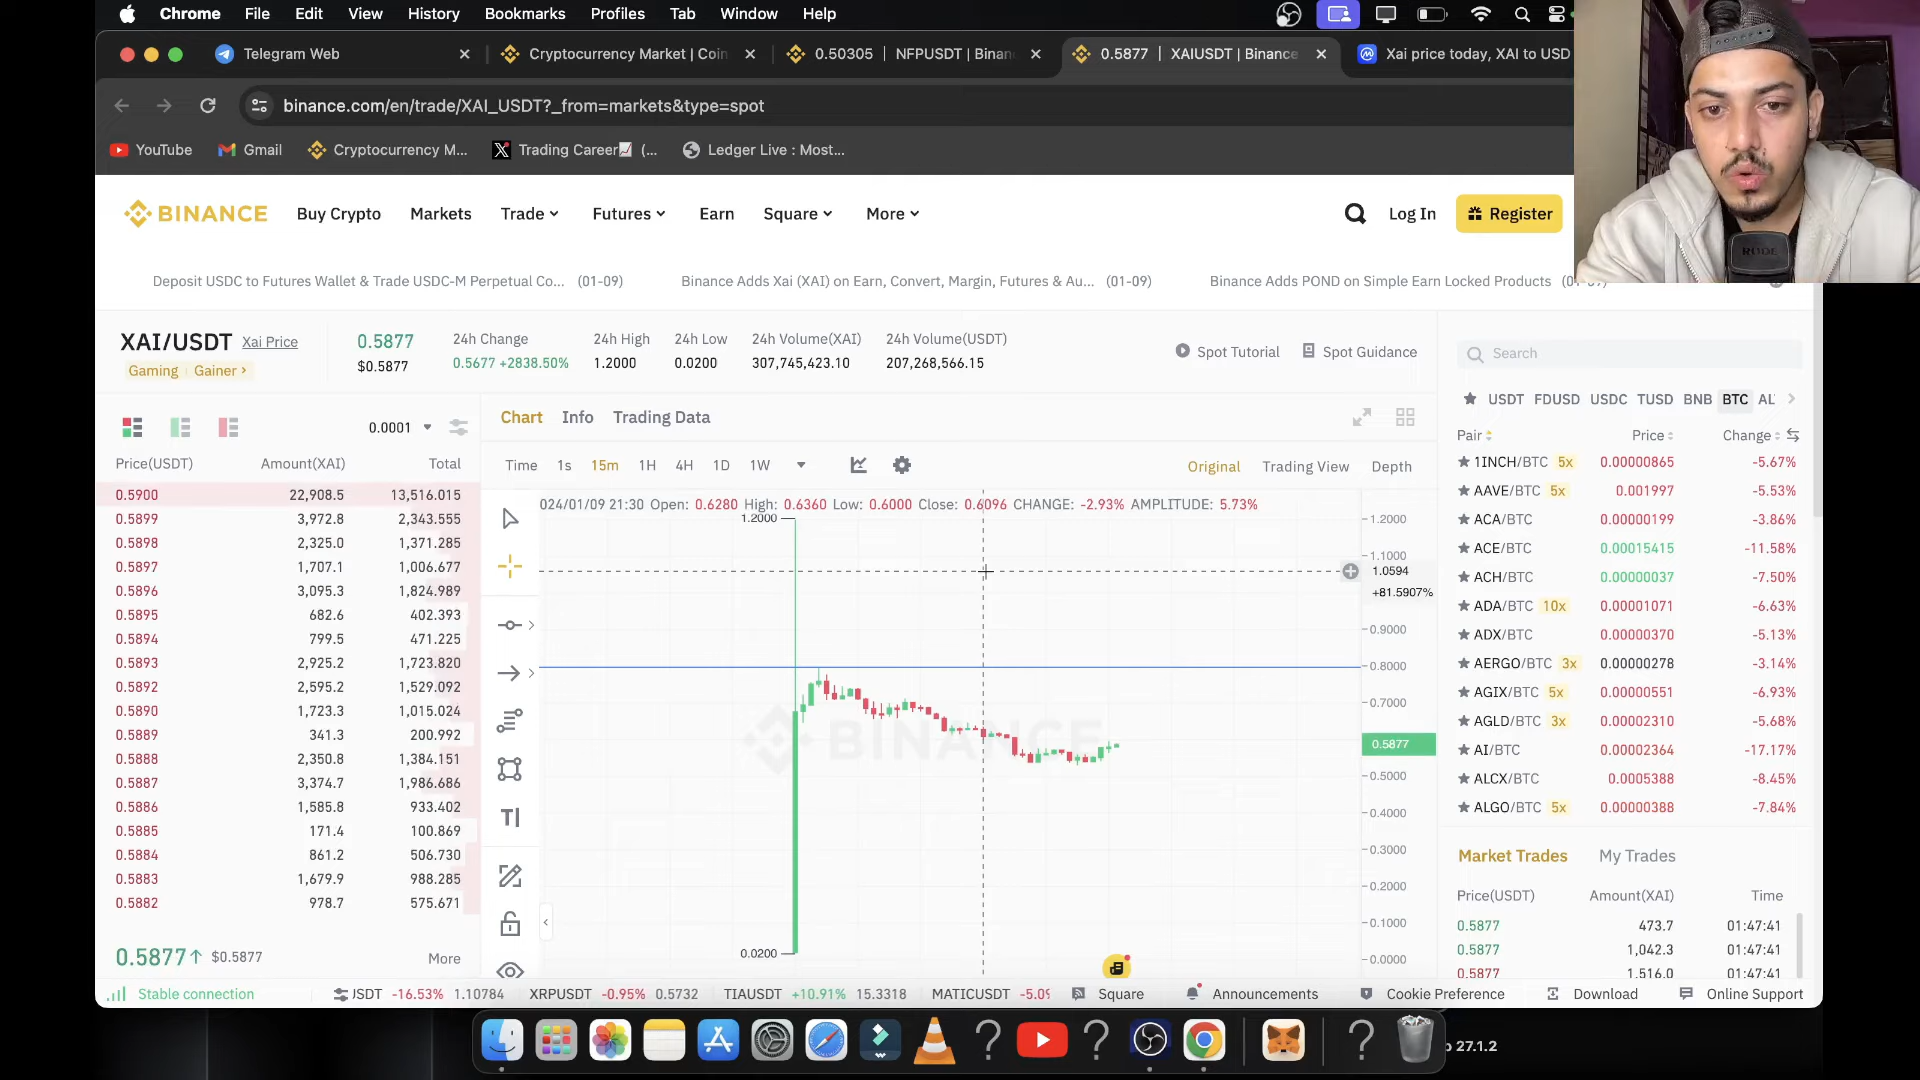 Chrome File Edit View History Bookmarks Profiles Tab Window Help
Telegram Web
Cryptocurrency Market | Coin
0.50305 | NFPUSDT | Binan
0.5877 | XAIUSDT | Binance
Xai price today, XAI to USD
binance.com/en/trade/XAI_USDT?_from=markets&type=spot
YouTube Gmail Cryptocurrency M... Trading Career (... Ledger Live : Most...
BINANCE Buy Crypto Markets Trade Futures Earn Square More Log In Register
RODE
Deposit USDC to Futures Wallet & Trade USDC-M Perpetual Co... (01-09) Binance Adds Xai (XAI) on Earn, Convert, Margin, Futures & Au... (01-09) Binance Adds POND on Simple Earn Locked Products
XAI/USDT Xai Price
Gaming Gainer
0.5877
$0.5877
24h Change
0.5677 +2838.50%
24h High
1.2000
24h Low
0.0200
24h Volume(XAI)
307,745,423.10
24h Volume(USDT)
207,268,566.15
Spot Tutorial Spot Guidance
0.0001
Price(USDT) Amount(XAI) Total
0.5900 22,908.5 13,516.015
0.5899 3,972.8 2,343.555
0.5898 2,325.0 1,371.285
0.5897 1,707.1 1,006.677
0.5896 3,095.3 1,824.989
0.5895 682.6 402.393
0.5894 799.5 471.225
0.5893 2,925.2 1,723.820
0.5892 2,595.2 1,529.092
0.5890 1,723.3 1,015.024
0.5889 341.3 200.992
0.5888 2,350.8 1,384.151
0.5887 3,374.7 1,986.686
0.5886 1,585.8 933.402
0.5885 171.4 100.869
0.5884 861.2 506.730
0.5883 1,679.9 988.285
0.5882 978.7 575.671
0.5877 $0.5877 More
Chart Info Trading Data
Time 1s 15m 1H 4H 1D 1W
Original Trading View Depth
024/01/09 21:30 Open: 0.6280 High: 0.6360 Low: 0.6000 Close: 0.6096 CHANGE: -2.93% AMPLITUDE: 5.73%
1.2000
BINANCE
0.0200
1.2000
1.1000
1.0594
+81.5907%
0.9000
0.8000
0.7000
0.5877
0.5000
0.4000
0.3000
0.2000
0.1000
0.0000
Search
USDT FDUSD USDC TUSD BNB BTC AL
Pair Price Change
1INCH/BTC 5x 0.00000865 -5.67%
AAVE/BTC 5x 0.001997 -5.53%
ACA/BTC 0.00000199 -3.86%
ACE/BTC 0.00015415 -11.58%
ACH/BTC 0.00000037 -7.50%
ADA/BTC 10x 0.00001071 -6.63%
ADX/BTC 0.00000370 -5.13%
AERGO/BTC 3x 0.00000278 -3.14%
AGIX/BTC 5x 0.00000551 -6.93%
AGLD/BTC 3x 0.00002310 -5.68%
AI/BTC 0.00002364 -17.17%
ALCX/BTC 0.0005388 -8.45%
ALGO/BTC 5x 0.00000388 -7.84%
Market Trades My Trades
Price(USDT) Amount(XAI) Time
0.5877 473.7 01:47:41
0.5877 1,042.3 01:47:41
0.5877 1,516.0 01:47:41
Stable connection JSDT -16.53% 1.10784 XRPUSDT -0.95% 0.5732 TIAUSDT +10.91% 15.3318 MATICUSDT -5.09 Square Announcements Cookie Preference Download Online Support
27.1.2